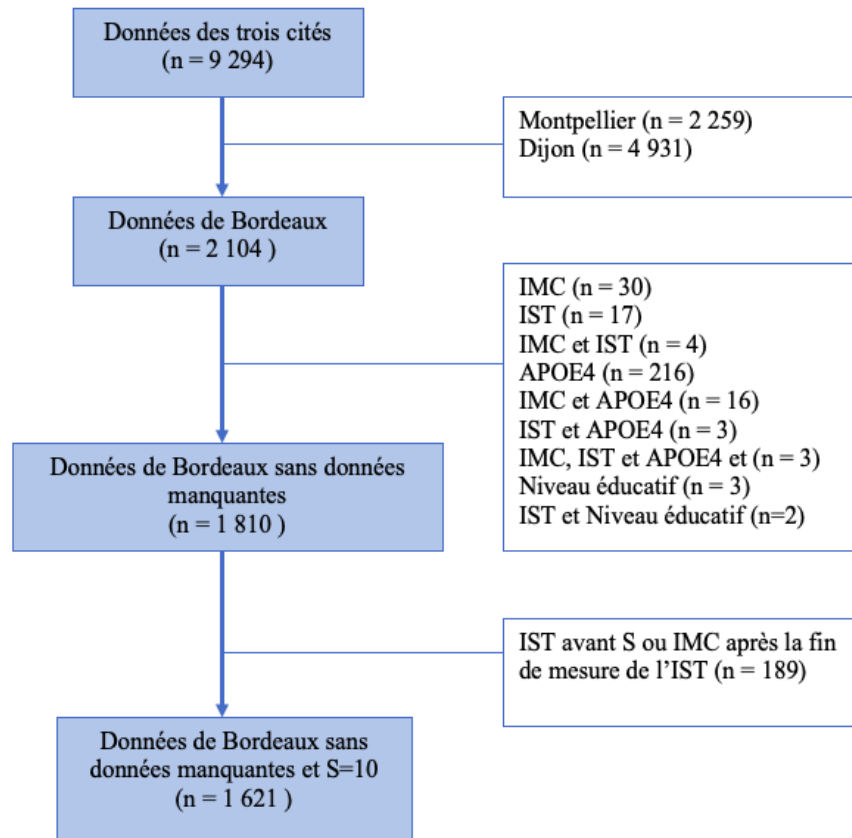 Données des trois cités
(n = 9 294)
Montpellier (n = 2 259)
Dijon (n = 4 931)
Données de Bordeaux
(n = 2 104 )
IMC (n = 30)
IST (n = 17)
IMC et IST (n = 4)
APOE4 (n = 216)
IMC et APOE4 (n = 16)
IST et APOE4 (n = 3)
IMC, IST et APOE4 et (n = 3)
Niveau éducatif (n = 3)
IST et Niveau éducatif (n=2)
Données de Bordeaux sans données
manquantes
(n = 1 810 )
IST avant S ou IMC après la fin
de mesure de l’IST (n = 189)
Données de Bordeaux sans
données manquantes et S=10
(n = 1 621 )